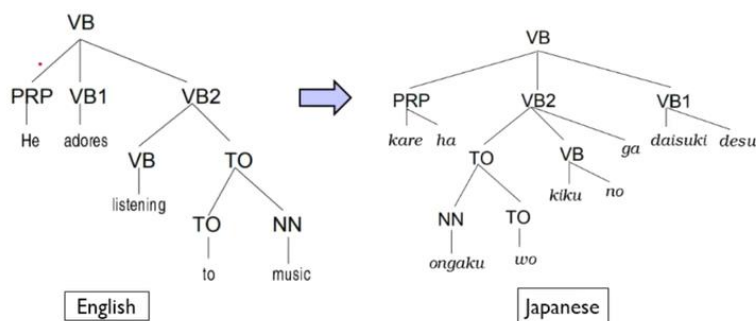 VB
VB
PRP VB1 VB2
PRP VB2 VB1
He adores
kare ha
ga
daisuki desu
VB TO
TO VB
listening
kiku no
TO NN
NN TO
to music
ongaku wo
English
Japanese